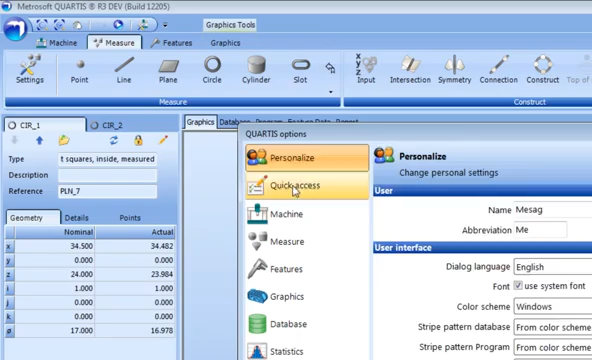 Metrosoft QUARTIS ® R3 DEV (Build 12205)
Graphics Tools
Machine Measure Features Graphics
Settings Point Line Plane Circle Cylinder Slot Input Intersection Symmetry Connection Construct Top of
Measure Construct
CIR_1 CIR_2
Graphics Database Program Feature Data Report
QUARTIS options
Type t squares, inside, measured
Description
Reference PLN_7
Geometry Details Points
Nominal Actual
x 34.500 34.482
y 0.000 0.000
z 24.000 23.984
i 1.000 1.000
j 0.000 0.000
k 0.000 0.000
ø 17.000 16.978
Personalize
Quick access
Machine
Measure
Features
Graphics
Database
Statistics
Personalize
Change personal settings
User
Name Mesag
Abbreviation Me
User interface
Dialog language English
Font use system font
Color scheme Windows
Stripe pattern database From color scheme
Stripe pattern Program From color scheme